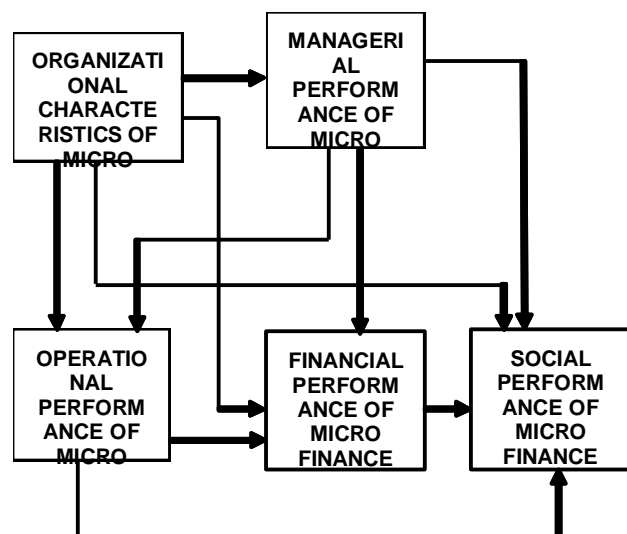 ORGANIZATI
ONAL
CHARACTE
RISTICS OF
MICRO
MANAGERI
AL
PERFORM
ANCE OF
MICRO
OPERATIO
NAL
PERFORM
ANCE OF
MICRO
FINANCIAL
PERFORM
ANCE OF
MICRO
FINANCE
SOCIAL
PERFORM
ANCE OF
MICRO
FINANCE